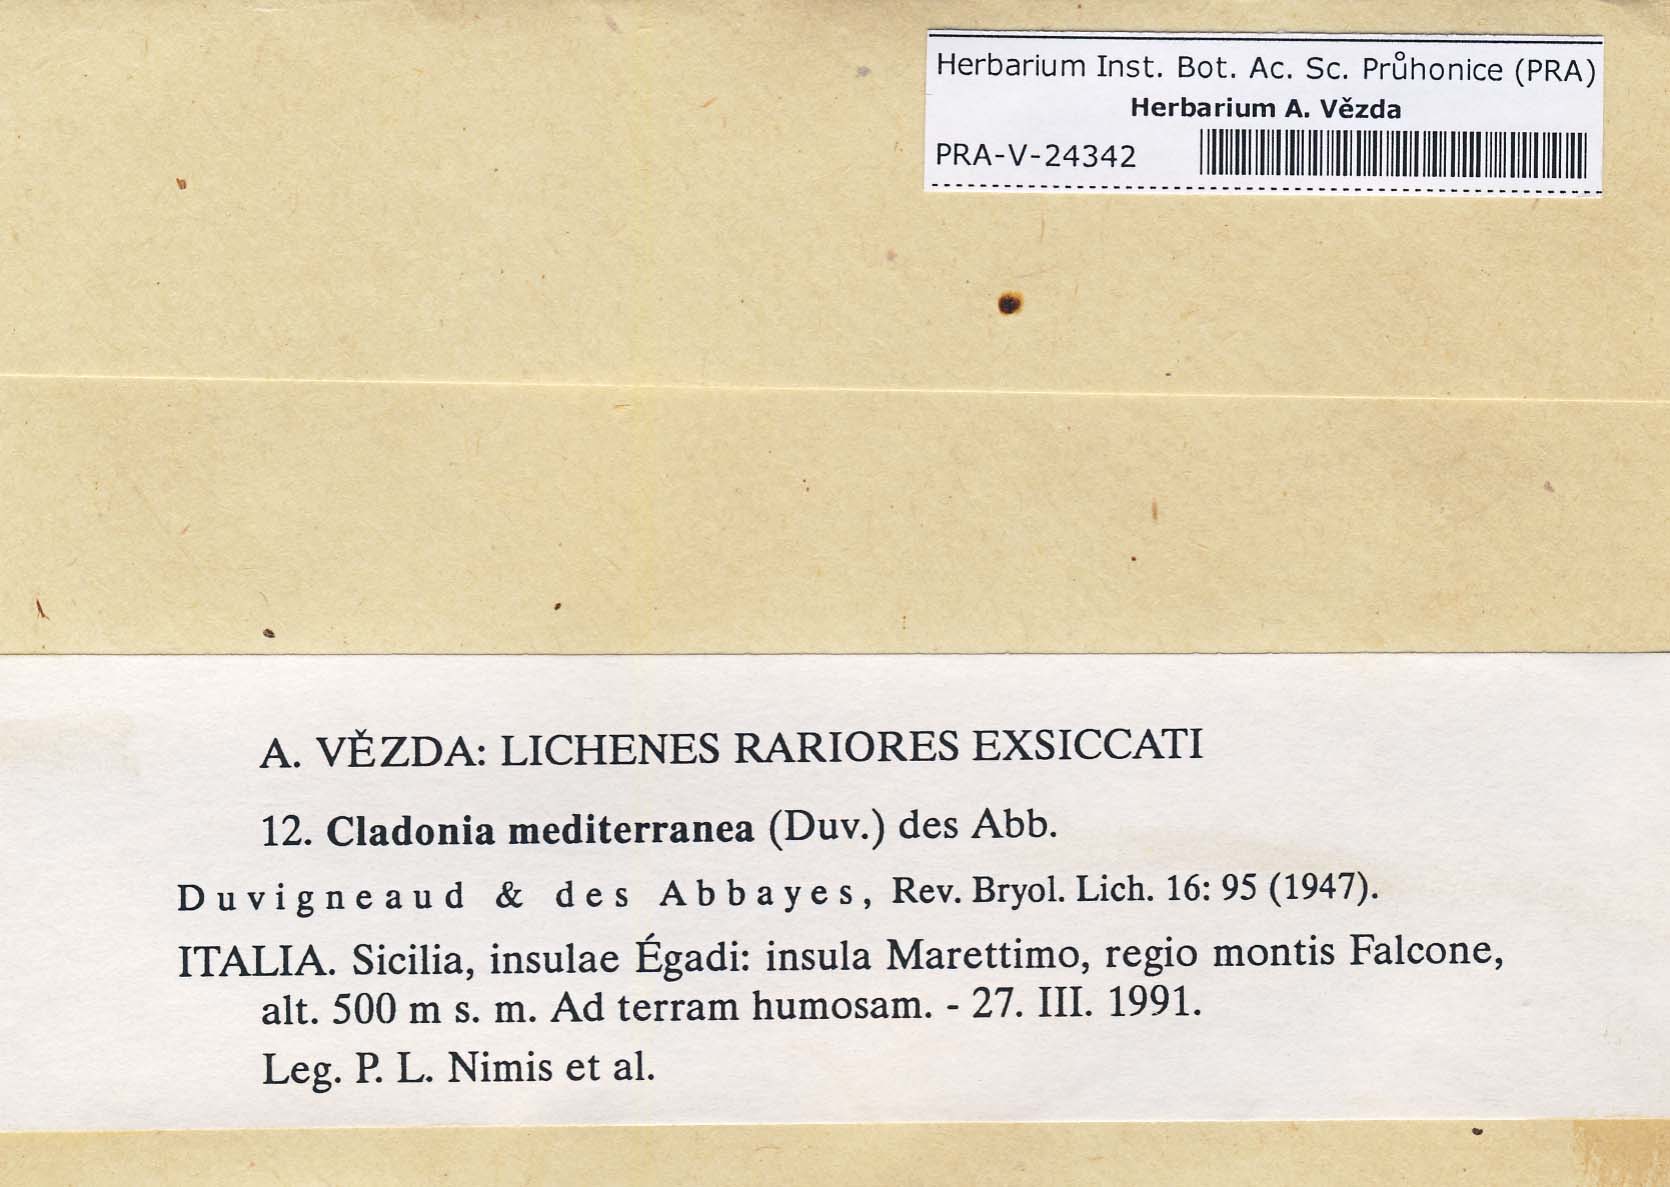 Herbarium Inst. Bot. Ac. Sc. Průhonice (PRA)
Herbarium A. Vězda
PRA-V-24342
A. VĚZDA: LICHENES RARIORES EXSICCATI
12. Cladonia mediterranea (Duv.) des Abb.
Duvigneaud & des Abbayes, Rev. Bryol. Lich. 16: 95 (1947).
ITALIA. Sicilia, insulae Égadi: insula Marettimo, regio montis Falcone,
alt. 500 m s. m. Ad terram humosam. - 27. III. 1991.
Leg. P. L. Nimis et al.